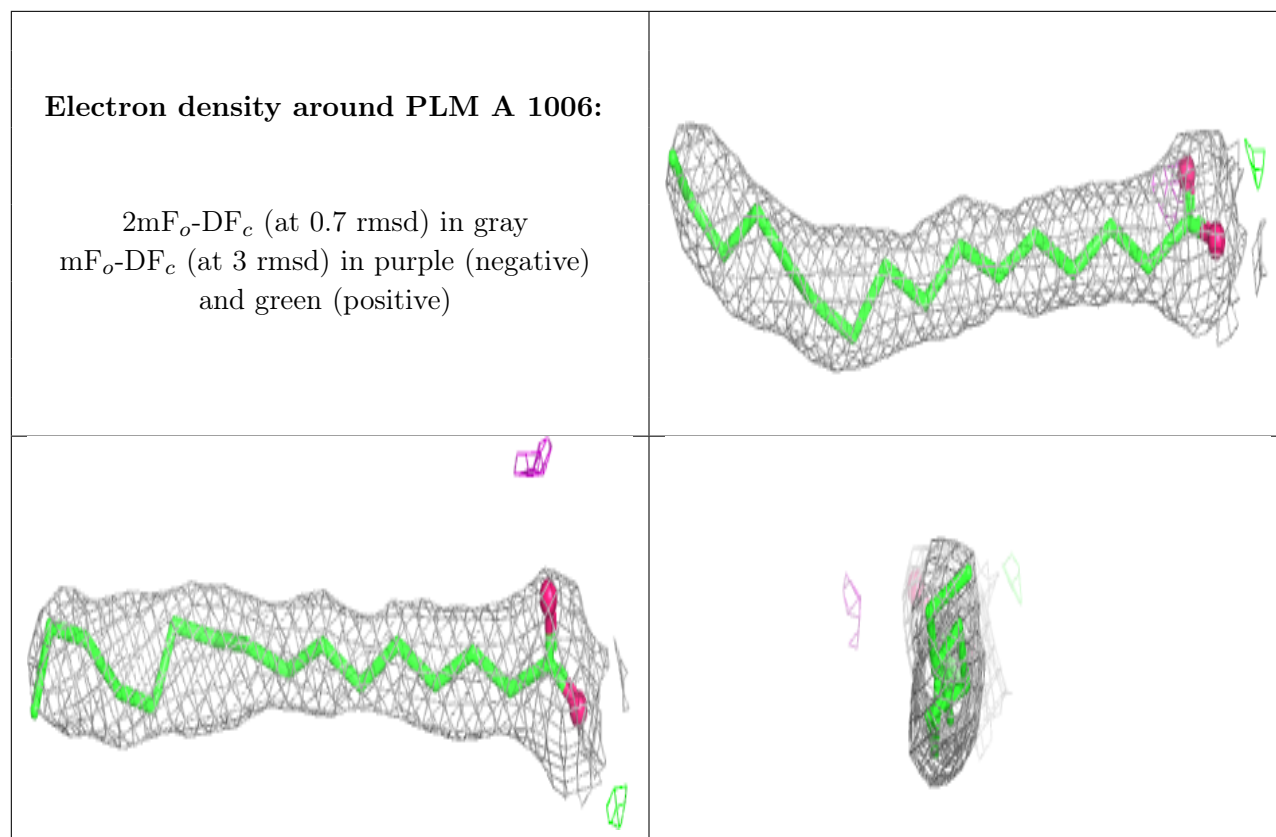 Electron density around PLM A 1006:
2mFₒ-DF𝒸 (at 0.7 rmsd) in gray
mFₒ-DF𝒸 (at 3 rmsd) in purple (negative)
and green (positive)